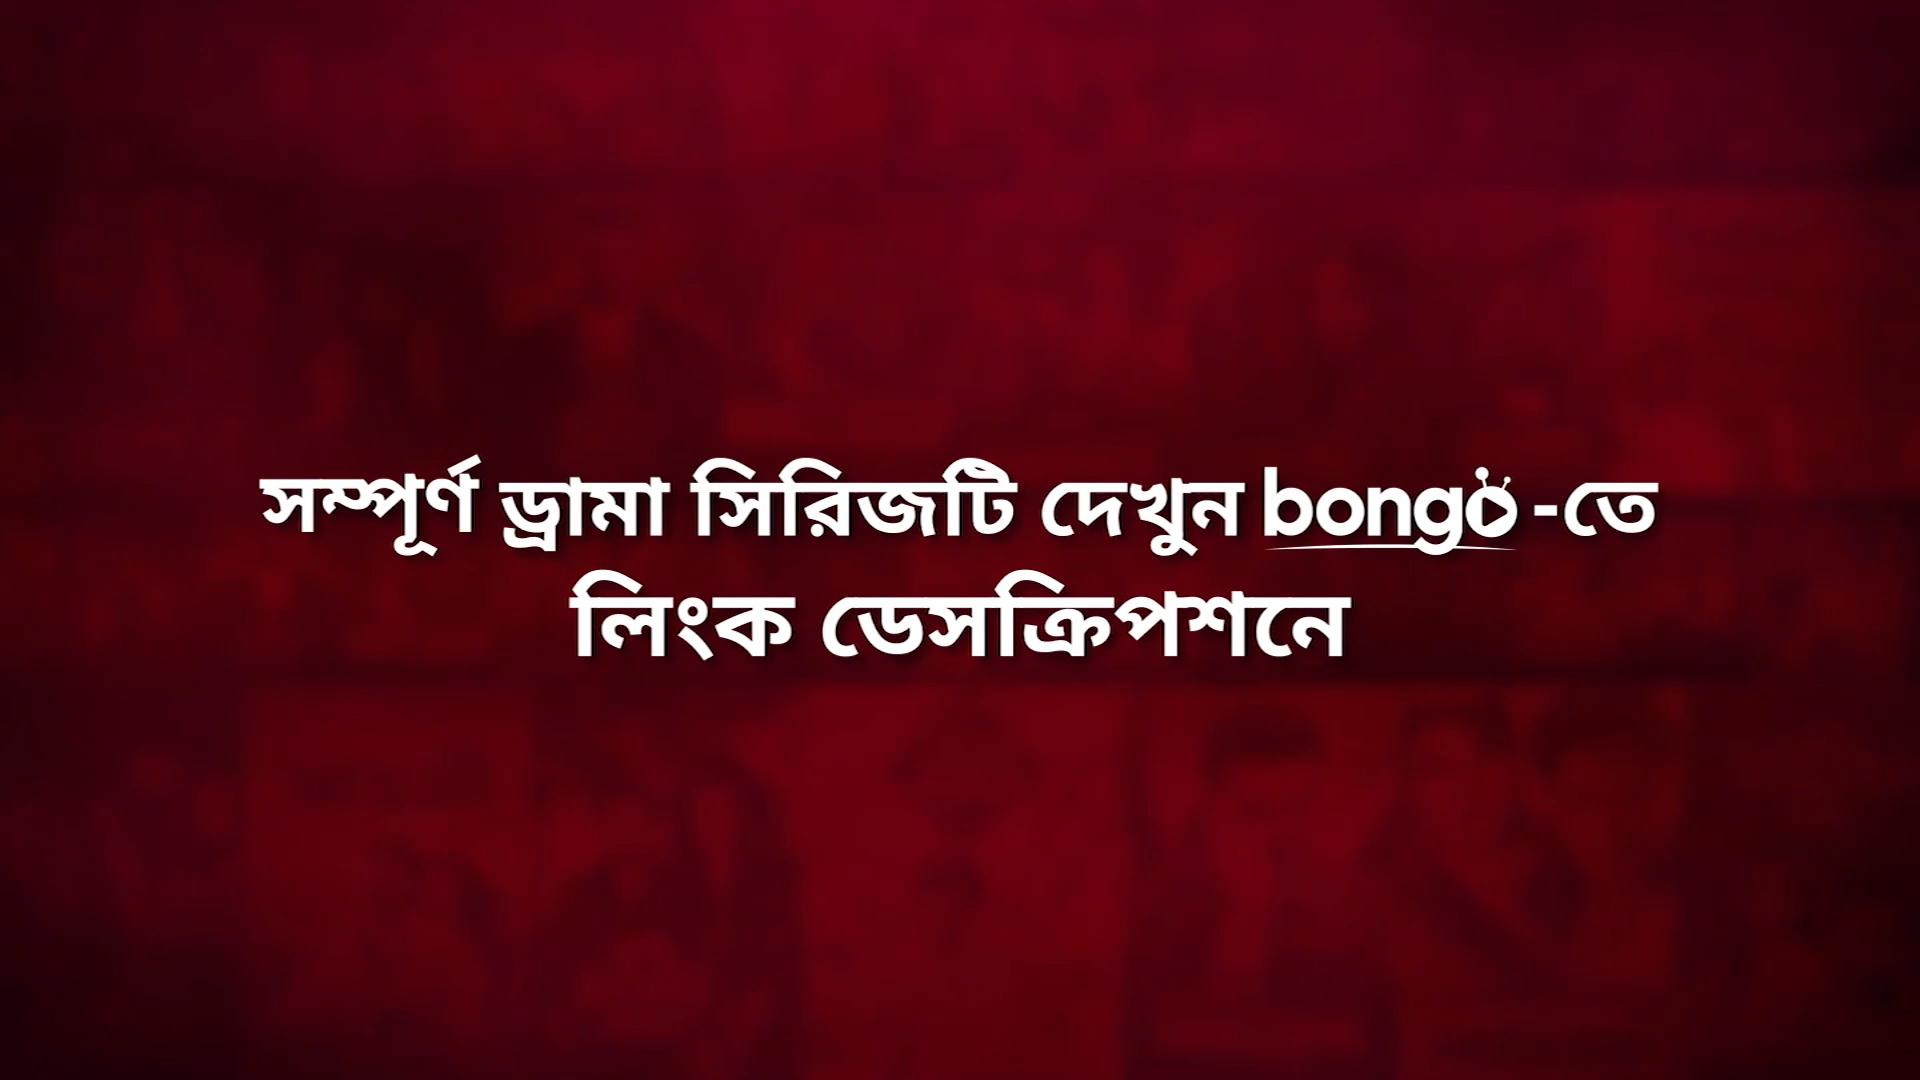 সম্পূর্ণ ড্রামা সিরিজটি দেখুন bongo -তে
লিংক ডেসক্রিপশনে